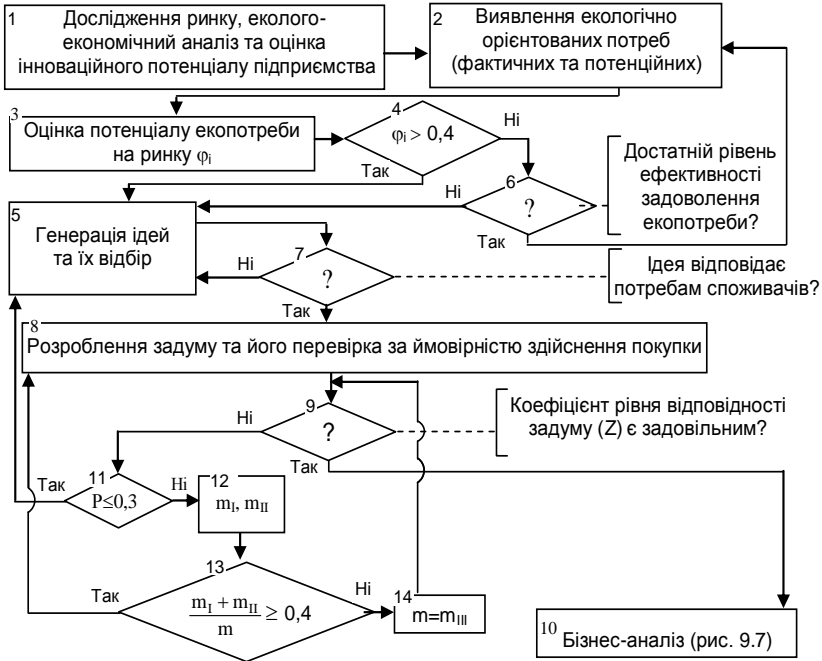 1
Дослідження ринку, еколого-
економічний аналіз та оцінка
інноваційного потенціалу підприємства
2
Виявлення екологічно
орієнтованих потреб
(фактичних та потенційних)
3
Оцінка потенціалу екопотреби
на ринку φi
4
φi > 0,4
Ні
Так
5
Генерація ідей
та їх відбір
6
?
Ні
Так
Достатній рівень
ефективності
задоволення
екопотреби?
7
?
Ні
Так
Ідея відповідає
потребам споживачів?
8
Розроблення задуму та його перевірка за ймовірністю здійснення покупки
9
?
Ні
Так
Коефіцієнт рівня відповідності
задуму (Z) є задовільним?
11
P≤0,3
Так
Ні
12
mI, mII
13
(mI + mII)/m ≥ 0,4
Так
Ні
14
m=mIII
10 Бізнес-аналіз (рис. 9.7)